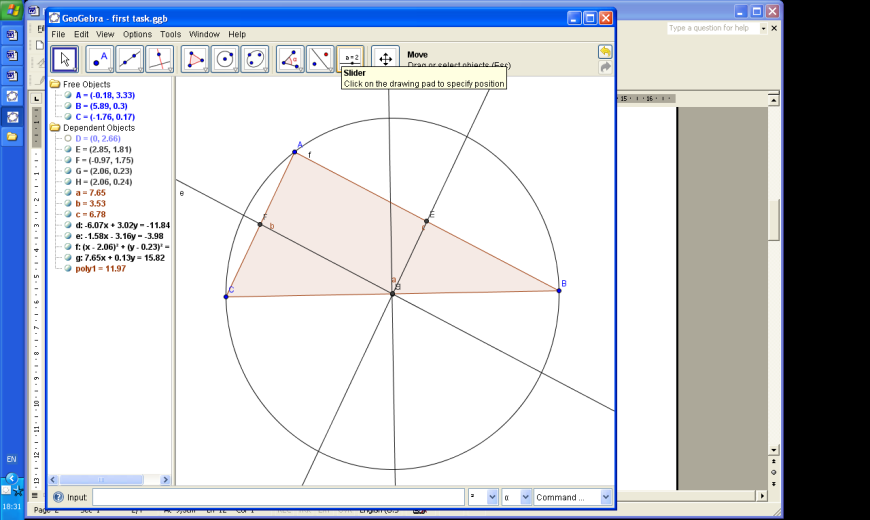 GeoGebra - first task.ggb
File Edit View Options Tools Window Help
Type a question for help
A
a = 2
Move
Drag or select objects (Esc)
Slider
Click on the drawing pad to specify position
15 16
Free Objects
A = (-0.18, 3.33)
B = (5.89, 0.3)
C = (-1.76, 0.17)
Dependent Objects
D = (0, 2.66)
E = (2.85, 1.81)
F = (-0.97, 1.75)
G = (2.06, 0.23)
H = (2.06, 0.24)
a = 7.65
b = 3.53
c = 6.78
d: -6.07x + 3.02y = -11.84
e: -1.58x - 3.16y = -3.98
f: (x - 2.06)² + (y - 0.23)² =
g: 7.65x + 0.13y = 15.82
poly1 = 11.97
A
f
e
F
b
E
c
a
B
C
Input:
²
α
Command ...
EN
18:31